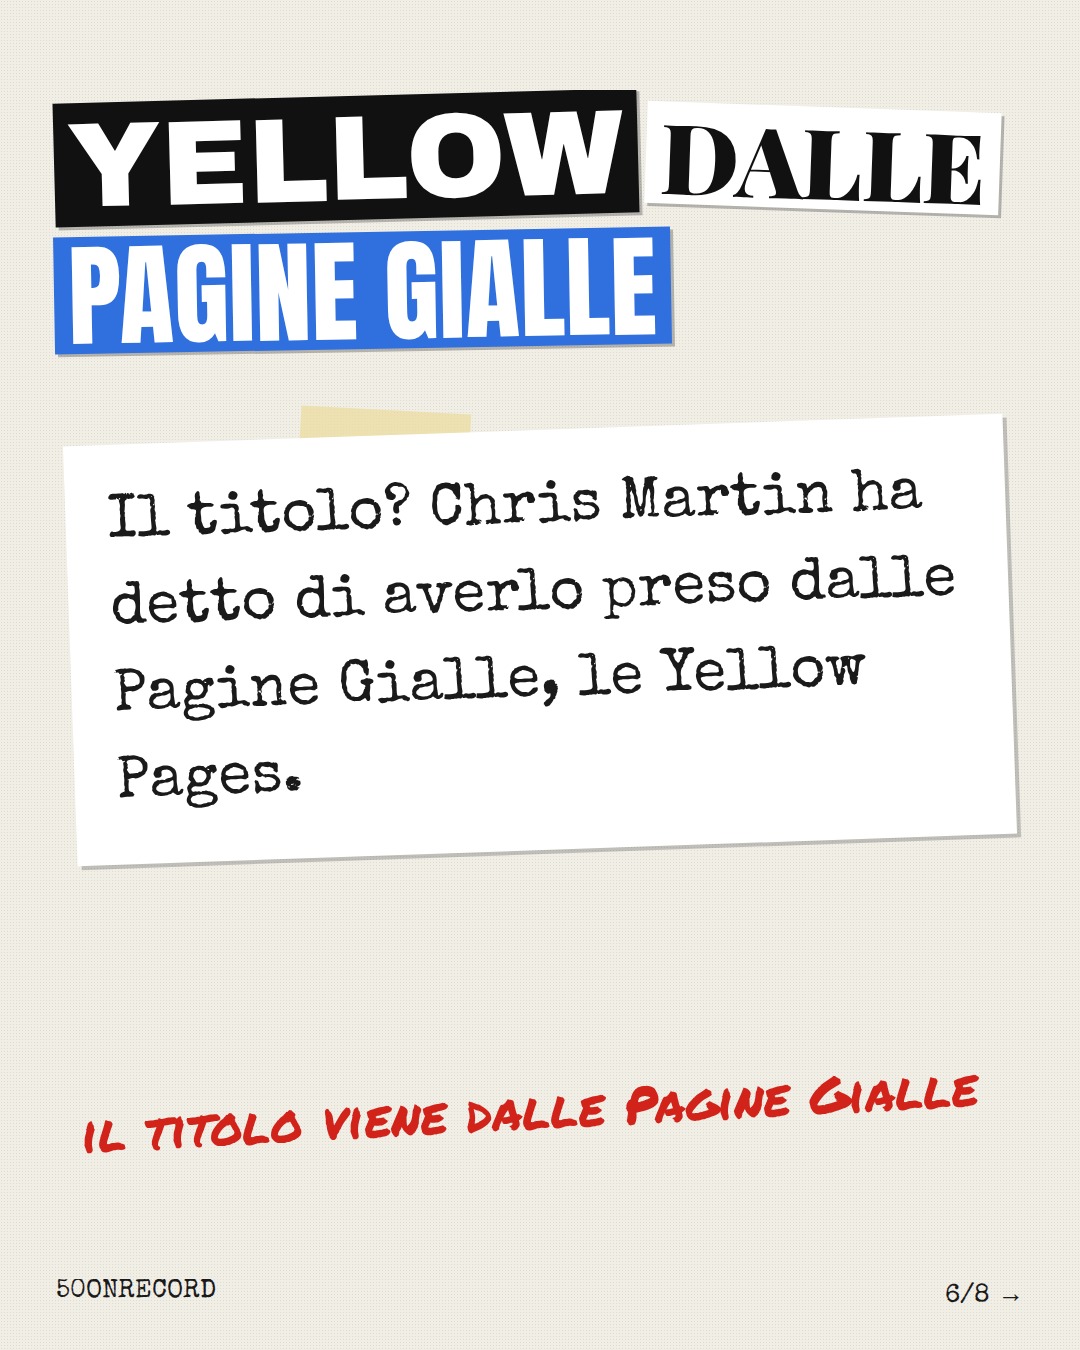 YELLOW DALLE
PAGINE GIALLE
Il titolo? Chris Martin ha
detto di averlo preso dalle
Pagine Gialle, le Yellow
Pages.
il titolo viene dalle Pagine Gialle
500NRECORD
6/8 →